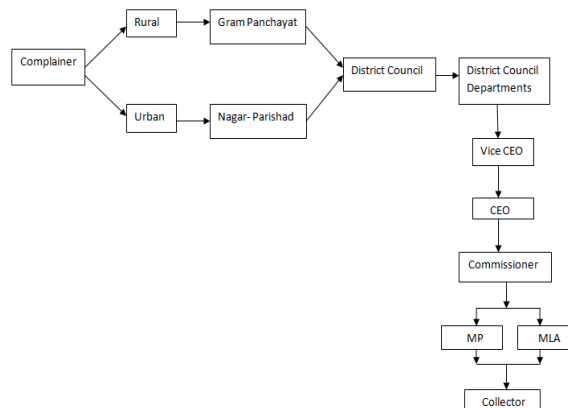 Complainer
Rural
Gram Panchayat
Urban
Nagar- Parishad
District Council
District Council
Departments
Vice CEO
CEO
Commissioner
MP
MLA
Collector